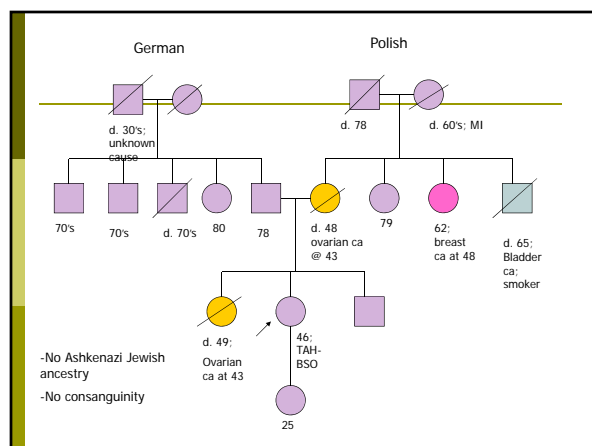 German
Polish
d. 30's;
unknown
cause
d. 78
d. 60's; MI
70's
70's
d. 70's
80
78
d. 48
ovarian ca
@ 43
79
62;
breast
ca at 48
d. 65;
Bladder
ca;
smoker
d. 49;
Ovarian
ca at 43
46;
TAH-
BSO
-No Ashkenazi Jewish
ancestry
-No consanguinity
25